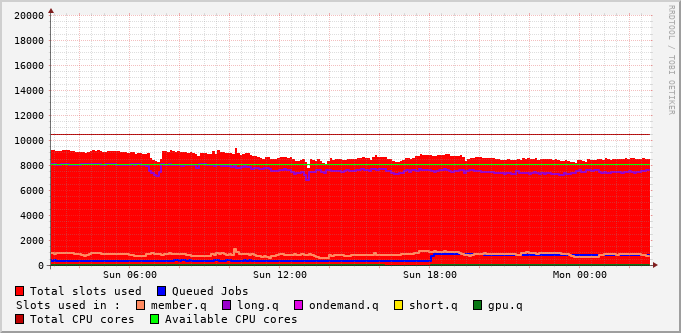 RRDTOOL / TOBI OETIKER
20000
18000
16000
14000
12000
10000
8000
6000
4000
2000
0
Sun 06:00 Sun 12:00 Sun 18:00 Mon 00:00
Total slots used Queued Jobs
Slots used in : member.q long.q ondemand.q short.q gpu.q
Total CPU cores Available CPU cores